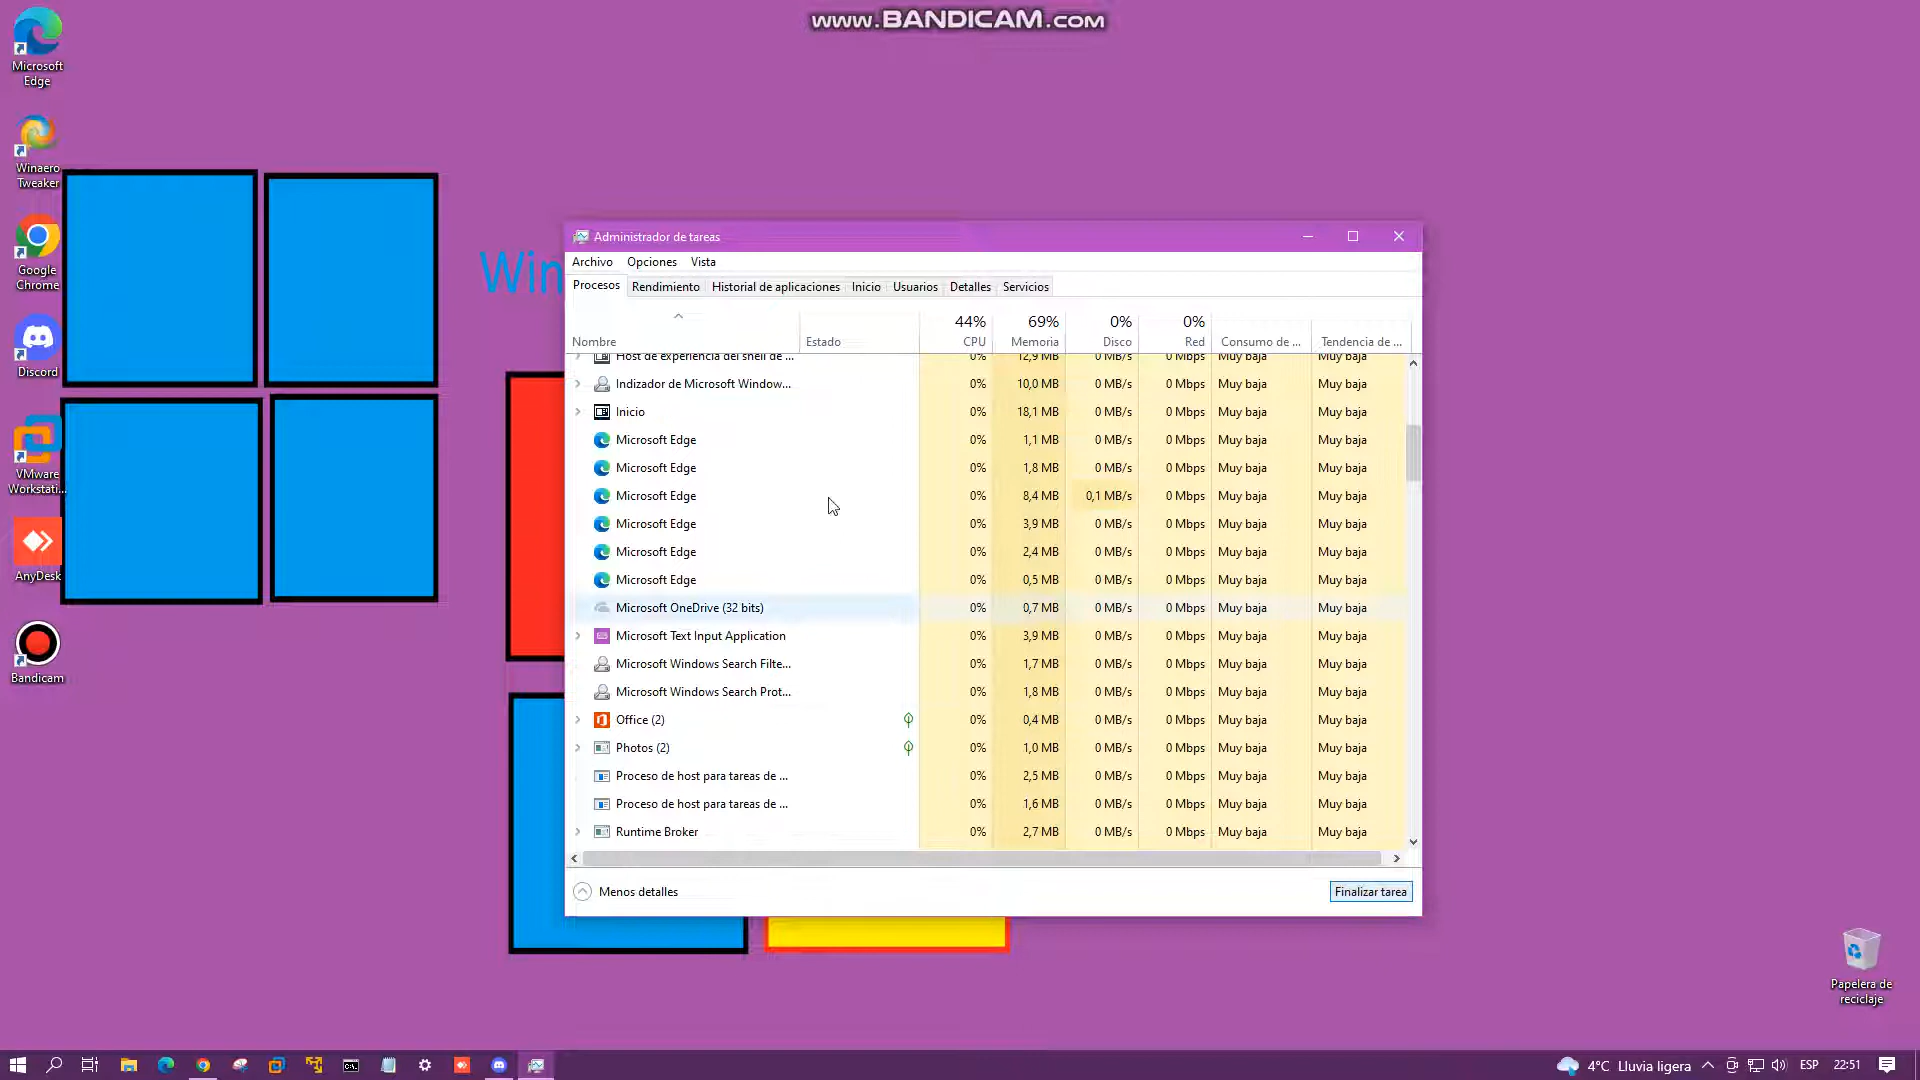 www.BANDICAM.com
Microsoft
Edge
Winaero
Tweaker
Google
Chrome
Discord
VMware
Workstati...
AnyDesk
Bandicam
Win
Administrador de tareas
Archivo Opciones Vista
Procesos Rendimiento Historial de aplicaciones Inicio Usuarios Detalles Servicios
44% 69% 0% 0%
Nombre Estado CPU Memoria Disco Red Consumo de ... Tendencia de ...
Host de experiencia del shell de ... 0% 12,9 MB 0 MB/s 0 Mbps Muy baja Muy baja
Indizador de Microsoft Window... 0% 10,0 MB 0 MB/s 0 Mbps Muy baja Muy baja
Inicio 0% 18,1 MB 0 MB/s 0 Mbps Muy baja Muy baja
Microsoft Edge 0% 1,1 MB 0 MB/s 0 Mbps Muy baja Muy baja
Microsoft Edge 0% 1,8 MB 0 MB/s 0 Mbps Muy baja Muy baja
Microsoft Edge 0% 8,4 MB 0,1 MB/s 0 Mbps Muy baja Muy baja
Microsoft Edge 0% 3,9 MB 0 MB/s 0 Mbps Muy baja Muy baja
Microsoft Edge 0% 2,4 MB 0 MB/s 0 Mbps Muy baja Muy baja
Microsoft Edge 0% 0,5 MB 0 MB/s 0 Mbps Muy baja Muy baja
Microsoft OneDrive (32 bits) 0% 0,7 MB 0 MB/s 0 Mbps Muy baja Muy baja
Microsoft Text Input Application 0% 3,9 MB 0 MB/s 0 Mbps Muy baja Muy baja
Microsoft Windows Search Filte... 0% 1,7 MB 0 MB/s 0 Mbps Muy baja Muy baja
Microsoft Windows Search Prot... 0% 1,8 MB 0 MB/s 0 Mbps Muy baja Muy baja
Office (2) 0% 0,4 MB 0 MB/s 0 Mbps Muy baja Muy baja
Photos (2) 0% 1,0 MB 0 MB/s 0 Mbps Muy baja Muy baja
Proceso de host para tareas de ... 0% 2,5 MB 0 MB/s 0 Mbps Muy baja Muy baja
Proceso de host para tareas de ... 0% 1,6 MB 0 MB/s 0 Mbps Muy baja Muy baja
Runtime Broker 0% 2,7 MB 0 MB/s 0 Mbps Muy baja Muy baja
Menos detalles Finalizar tarea
Papelera de
reciclaje
4°C Lluvia ligera ESP 22:51